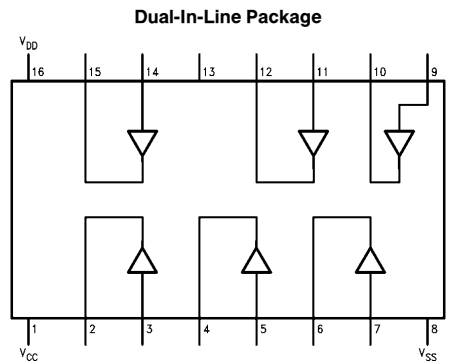 Dual-In-Line Package
VDD
16 15 14 13 12 11 10 9
1 2 3 4 5 6 7 8
VCC VSS